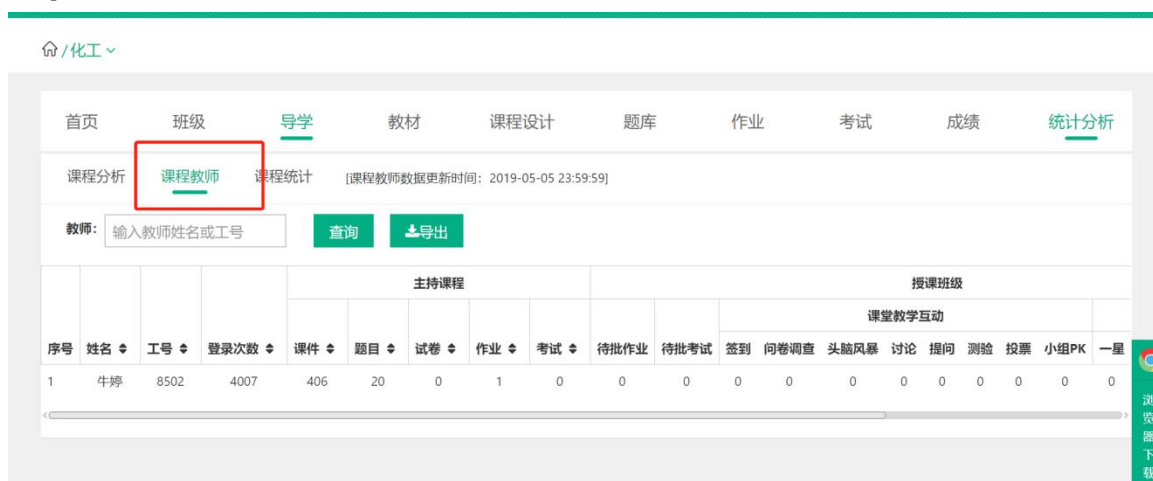 /化工
首页 班级 导学 教材 课程设计 题库 作业 考试 成绩 统计分析
课程分析 课程教师 课程统计 [课程教师数据更新时间：2019-05-05 23:59:59]
教师： 输入教师姓名或工号 查询 导出
主持课程 授课班级
课堂教学互动
序号 姓名 工号 登录次数 课件 题目 试卷 作业 考试 待批作业 待批考试 签到 问卷调查 头脑风暴 讨论 提问 测验 投票 小组PK 一星
1 牛婷 8502 4007 406 20 0 1 0 0 0 0 0 0 0 0 0 0 0 0
浏览器下载